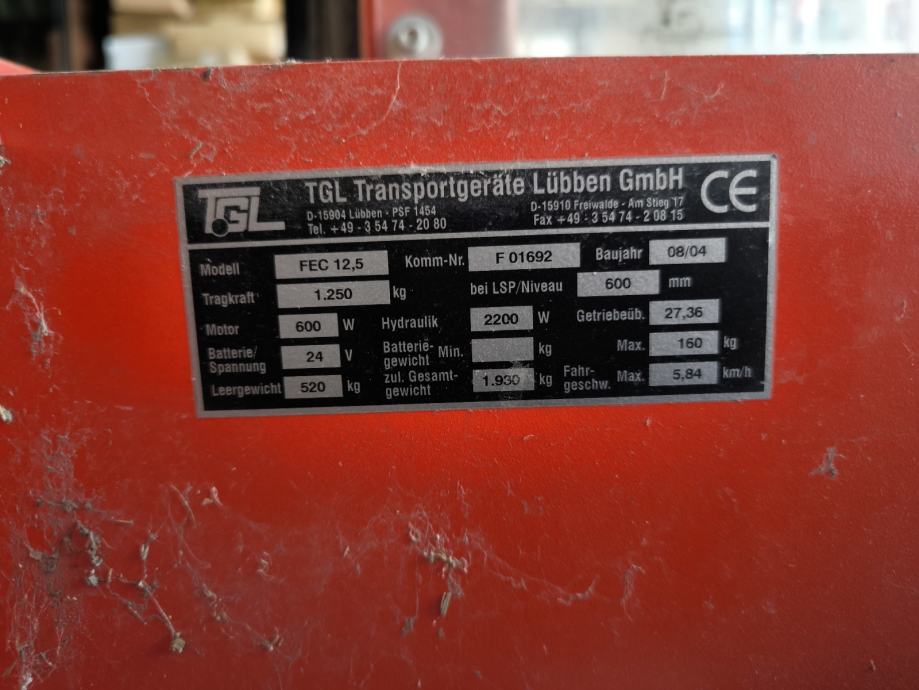 TGL
TGL Transportgeräte Lübben GmbH
D-15904 Lübben - PSF 1454
Tel. +49 - 3 54 74 - 20 80
D-15910 Freiwalde - Am Stieg 17
Fax +49 - 3 54 74 - 2 08 15
CE
Modell FEC 12,5 Komm-Nr. F 01692 Baujahr 08/04
Tragkraft 1.250 kg bei LSP/Niveau 600 mm
Motor 600 W Hydraulik 2200 W Getriebeüb. 27,36
Batterie/
Spannung 24 V
Batterie-
gewicht Min. kg Max. 160 kg
Leergewicht 520 kg
zul. Gesamt-
gewicht 1.930 kg
Fahr-
geschw. Max. 5,84 km/h